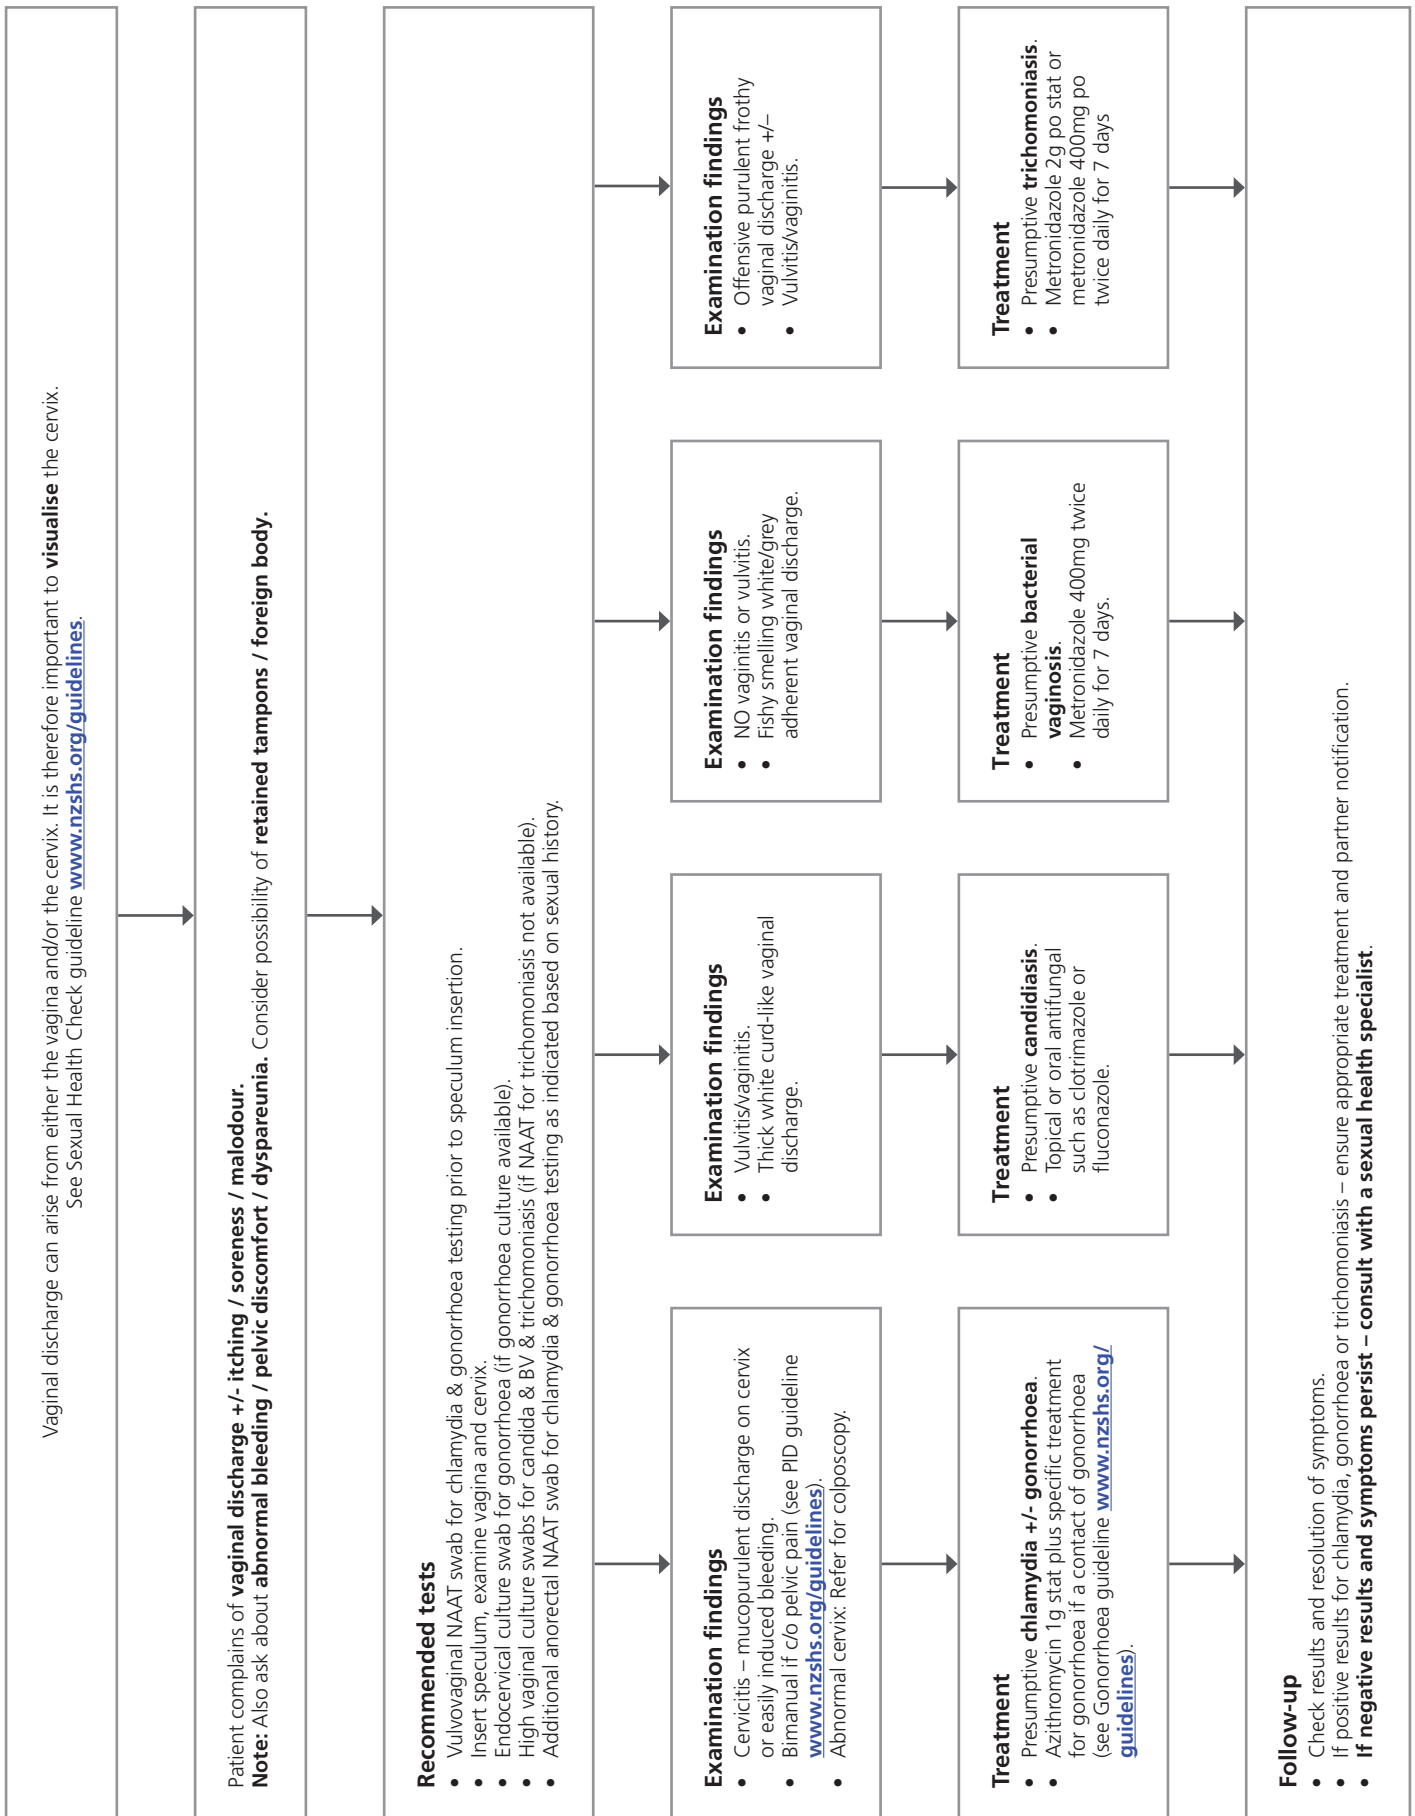 Vaginal discharge can arise from either the vagina and/or the cervix. It is therefore important to visualise the cervix.
See Sexual Health Check guideline www.nzshs.org/guidelines.
Patient complains of vaginal discharge +/- itching / soreness / malodour.
Note: Also ask about abnormal bleeding / pelvic discomfort / dyspareunia. Consider possibility of retained tampons / foreign body.
Recommended tests
• Vulvovaginal NAAT swab for chlamydia & gonorrhoea testing prior to speculum insertion.
• Insert speculum, examine vagina and cervix.
• Endocervical culture swab for gonorrhoea (if gonorrhoea culture available).
• High vaginal culture swabs for candida & BV & trichomoniasis (if NAAT for trichomoniasis not available).
• Additional anorectal NAAT swab for chlamydia & gonorrhoea testing as indicated based on sexual history.
Examination findings
• Cervicitis – mucopurulent discharge on cervix
or easily induced bleeding.
• Bimanual if c/o pelvic pain (see PID guideline
www.nzshs.org/guidelines).
• Abnormal cervix: Refer for colposcopy.
Examination findings
• Vulvitis/vaginitis.
• Thick white curd-like vaginal
discharge.
Examination findings
• NO vaginitis or vulvitis.
• Fishy smelling white/grey
adherent vaginal discharge.
Examination findings
• Offensive purulent frothy
vaginal discharge +/–
• Vulvitis/vaginitis.
Treatment
• Presumptive chlamydia +/- gonorrhoea.
• Azithromycin 1g stat plus specific treatment
for gonorrhoea if a contact of gonorrhoea
(see Gonorrhoea guideline www.nzshs.org/
guidelines).
Treatment
• Presumptive candidiasis.
• Topical or oral antifungal
such as clotrimazole or
fluconazole.
Treatment
• Presumptive bacterial
vaginosis.
• Metronidazole 400mg twice
daily for 7 days.
Treatment
• Presumptive trichomoniasis.
• Metronidazole 2g po stat or
metronidazole 400mg po
twice daily for 7 days
Follow-up
• Check results and resolution of symptoms.
• If positive results for chlamydia, gonorrhoea or trichomoniasis – ensure appropriate treatment and partner notification.
• If negative results and symptoms persist – consult with a sexual health specialist.